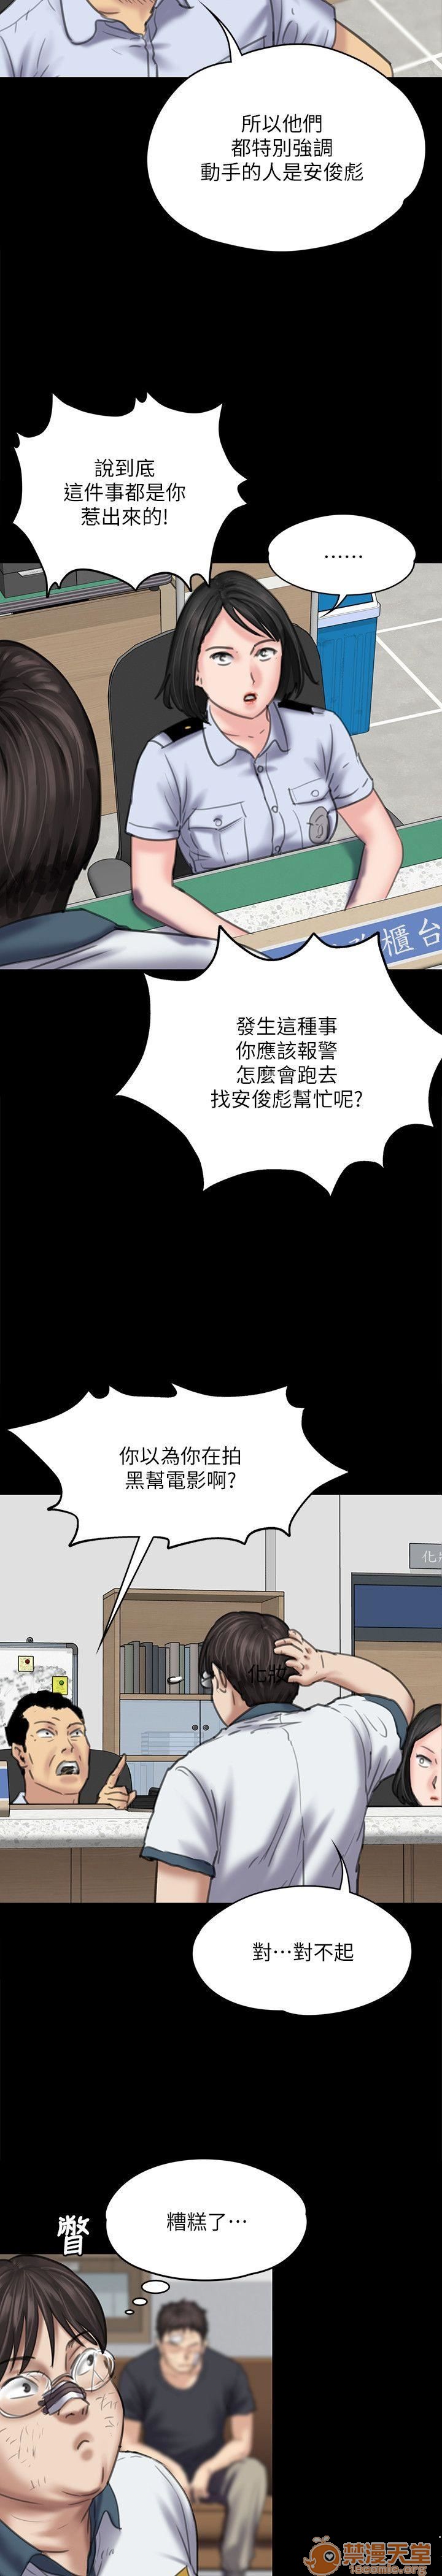 所以他們
都特別強調
動手的人是安俊彪
說到底
這件事都是你
惹出來的!
……
櫃台
發生這種事
你應該報警
怎麼會跑去
找安俊彪幫忙呢?
你以為你在拍
黑幫電影啊?
化妝
化妝
對…對不起
糟糕了…
瞥
禁漫天堂
18comic.org